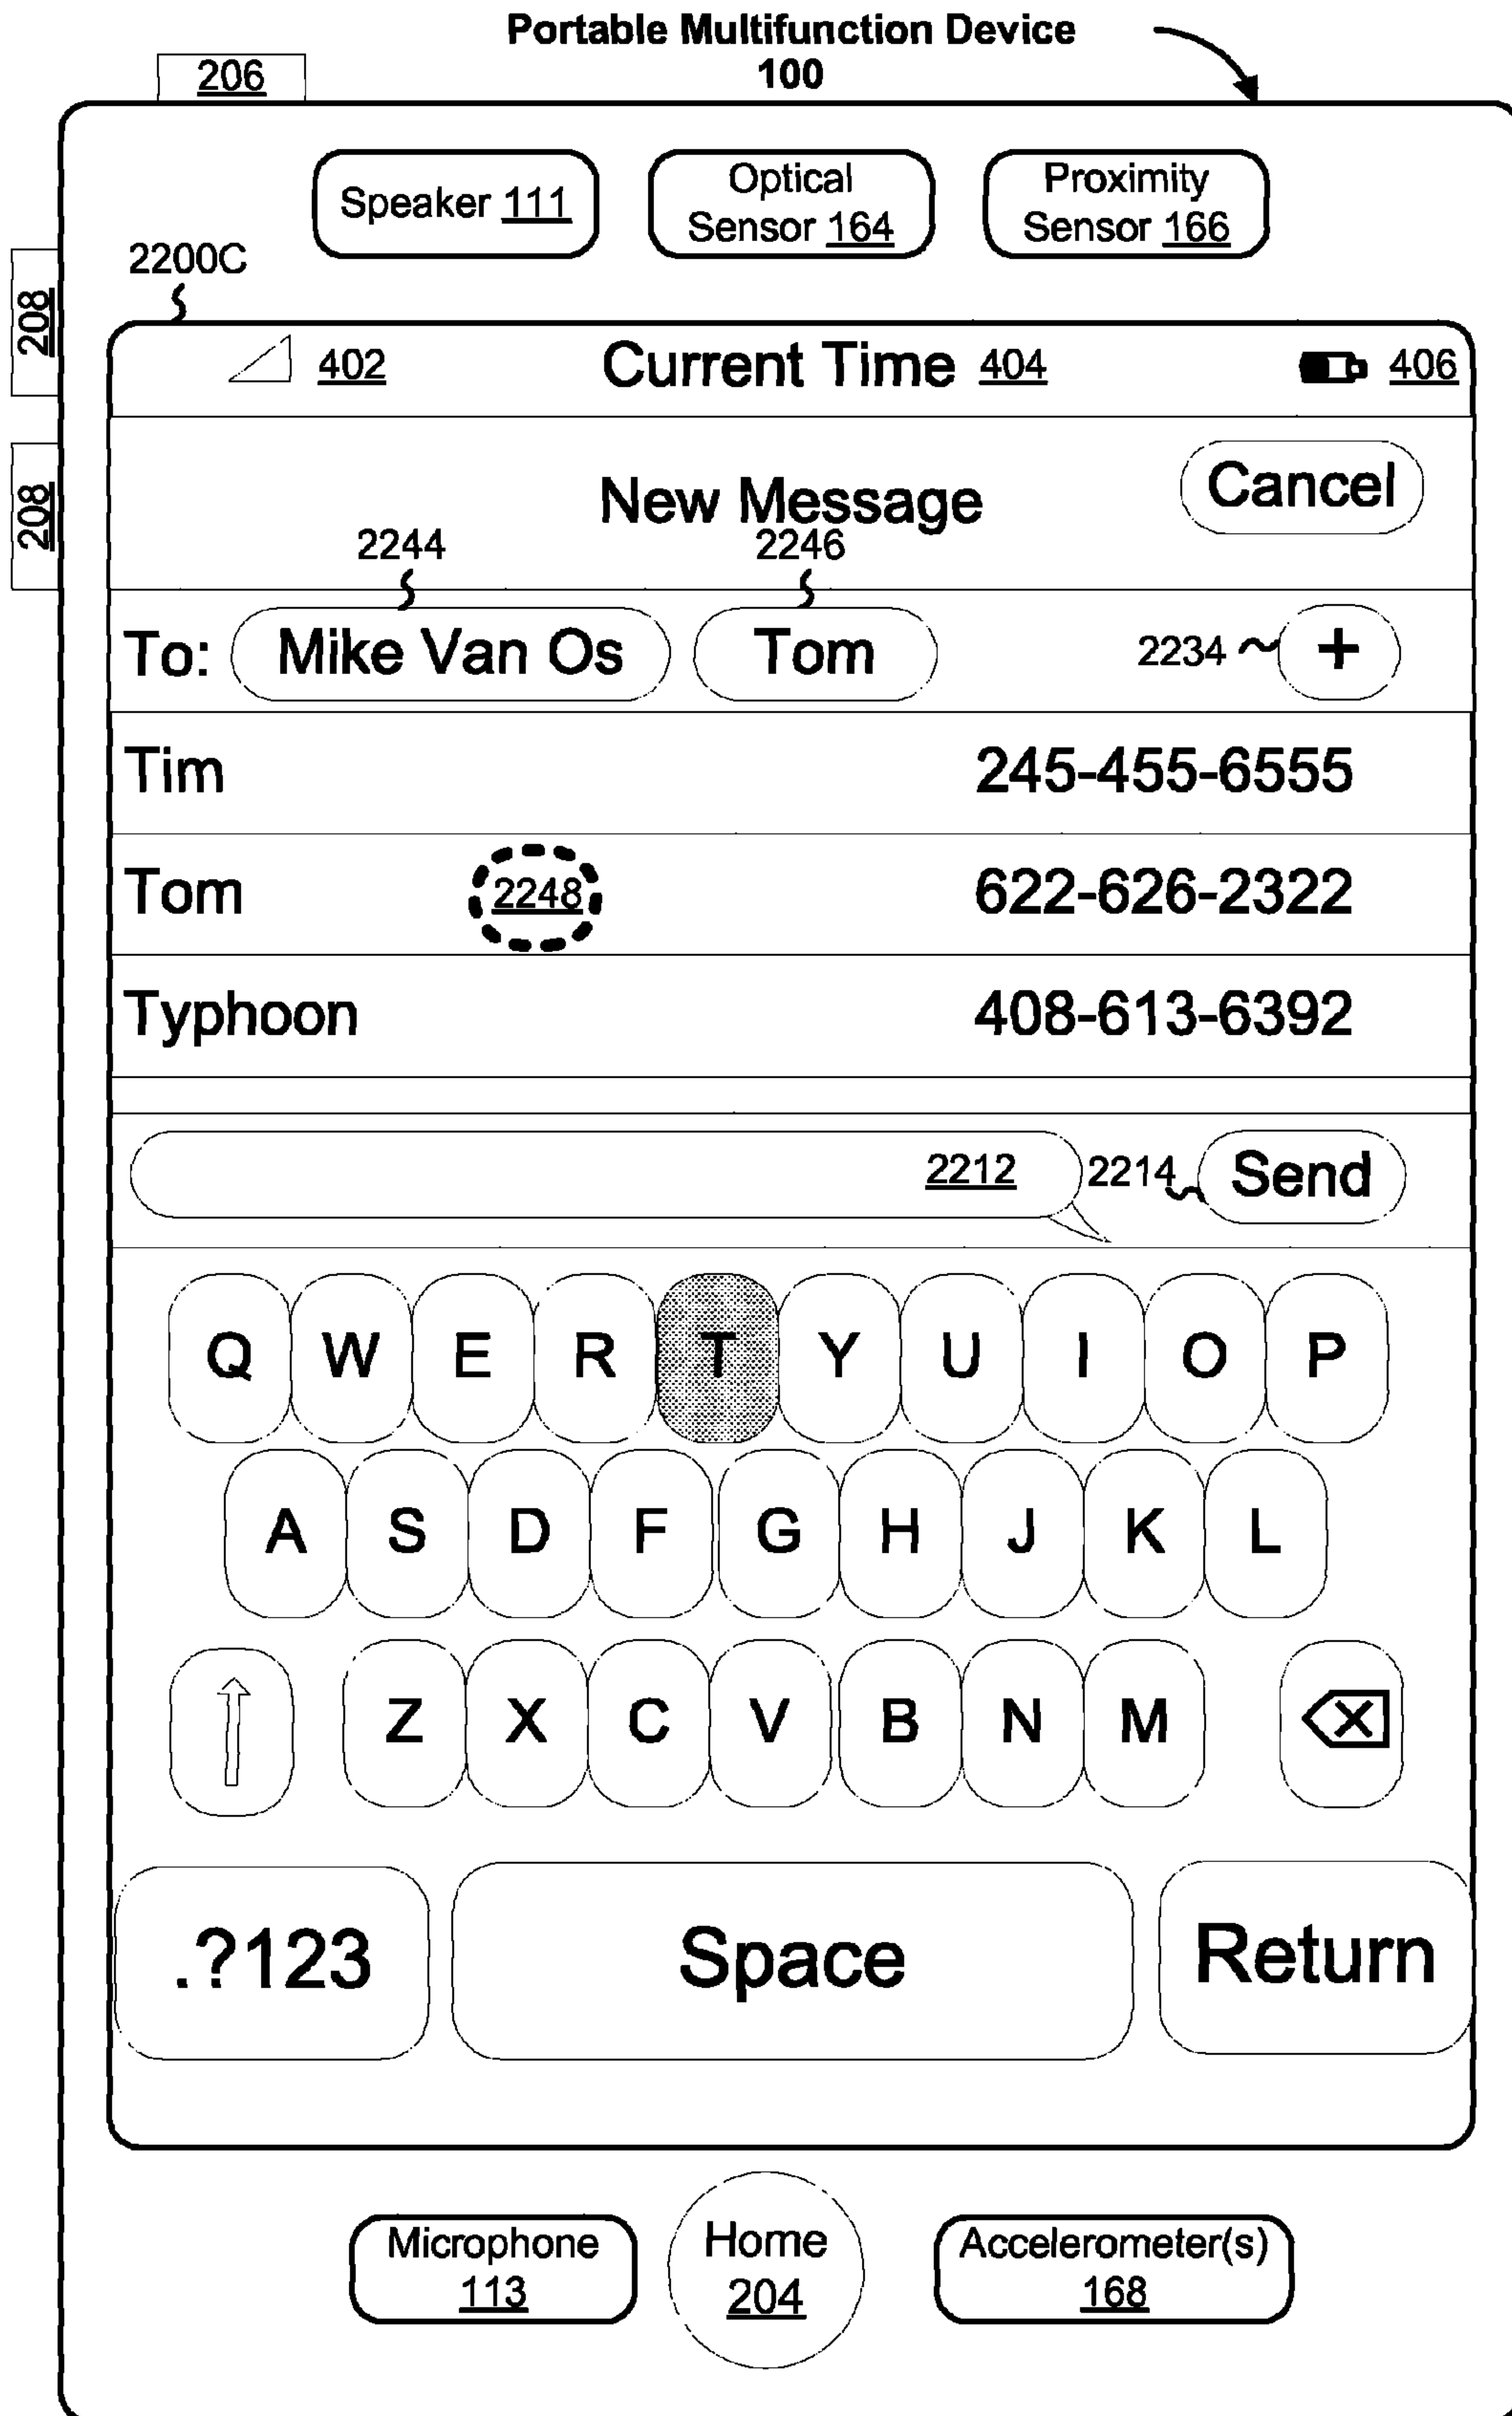 Portable Multifunction Device
100
206
Speaker 111
Optical
Sensor 164
Proximity
Sensor 166
2200C
208
402 Current Time 404 406
208
New Message Cancel
2244 2246
To: Mike Van Os Tom 2234 +
Tim 245-455-6555
Tom 2248 622-626-2322
Typhoon 408-613-6392
2212 2214 Send
Q W E R T Y U I O P
A S D F G H J K L
Z X C V B N M
.?123 Space Return
Microphone
113
Home
204
Accelerometer(s)
168